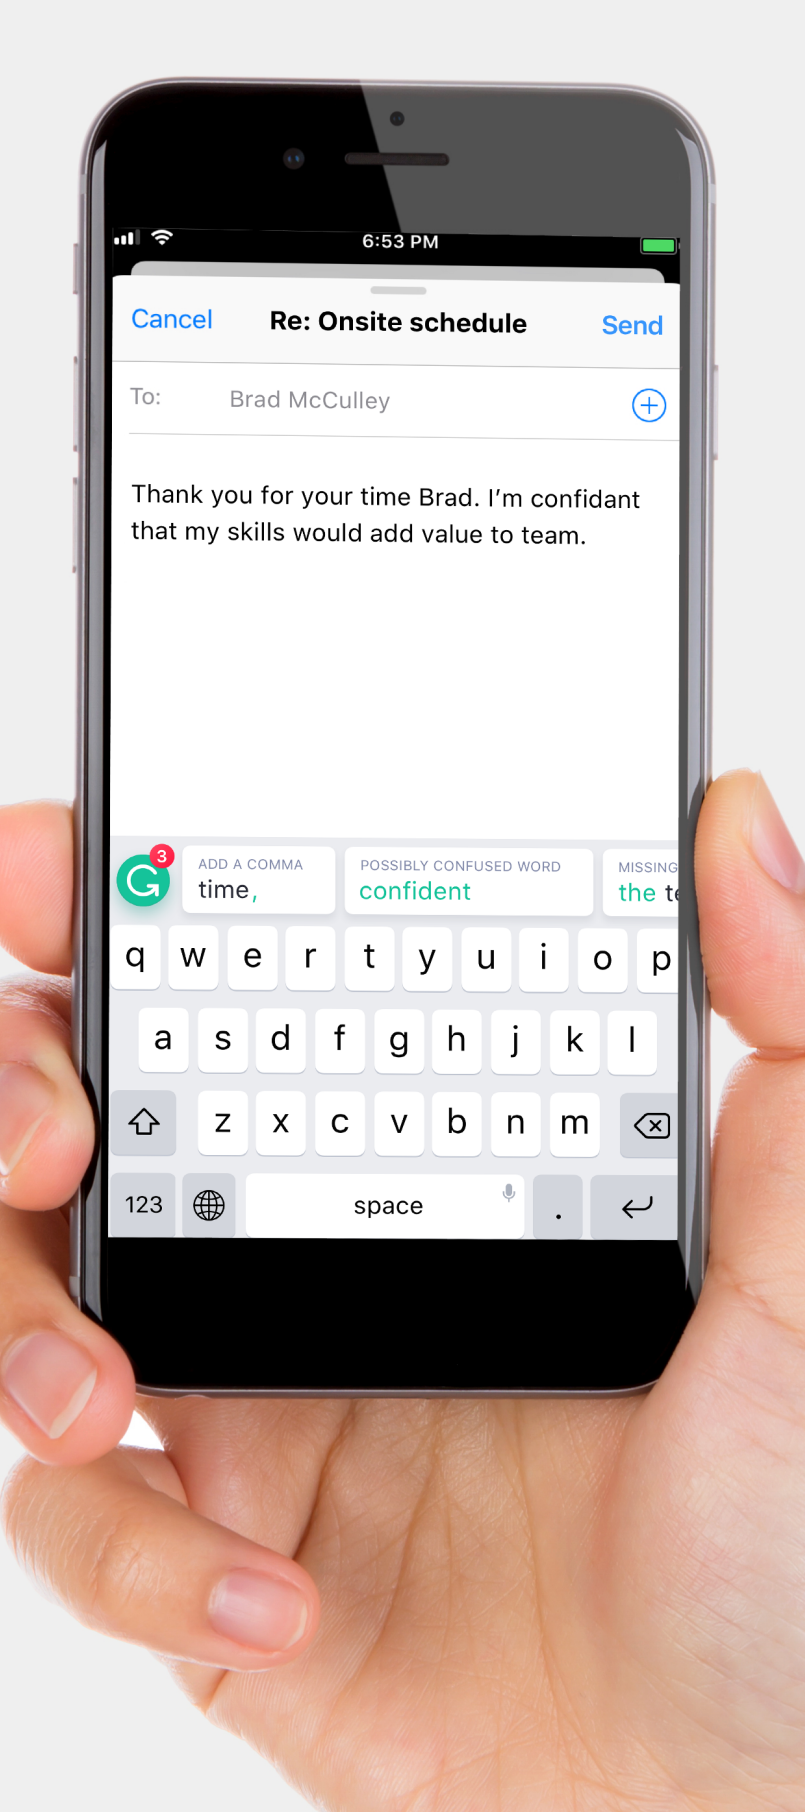 6:53 PM
Cancel Re: Onsite schedule Send
To: Brad McCulley
Thank you for your time Brad. I’m confidant
that my skills would add value to team.
3
ADD A COMMA POSSIBLY CONFUSED WORD MISSING
time, confident the te
q w e r t y u i o p
a s d f g h j k l
z x c v b n m
123 space .